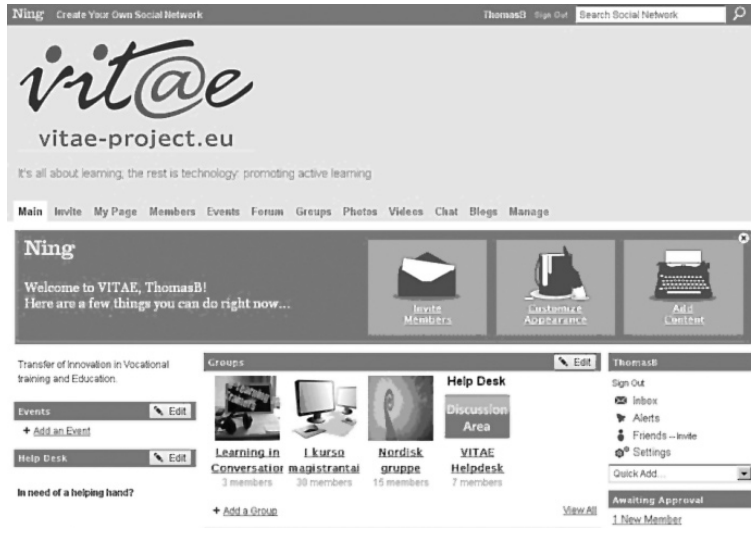 Ning Create Your Own Social Network ThomasB Sign Out Search Social Network
vit@e
vitae-project.eu
It's all about learning; the rest is technology: promoting active learning
Main Invite My Page Members Events Forum Groups Photos Videos Chat Blogs Manage
Ning
Welcome to VITAE, ThomasB!
Here are a few things you can do right now...
Invite
Members
Customize
Appearance
Add
Content
Transfer of Innovation in Vocational
training and Education.
Events Edit
+ Add an Event
Help Desk Edit
In need of a helping hand?
Groups Edit
Learning in
Conversation
3 members
I kurso
magistrantai
30 members
Nordisk
gruppe
15 members
Help Desk
Discussion
Area
VITAE
Helpdesk
7 members
+ Add a Group View All
ThomasB
Sign Out
Inbox
Alerts
Friends – Invite
Settings
Quick Add...
Awaiting Approval
1 New Member